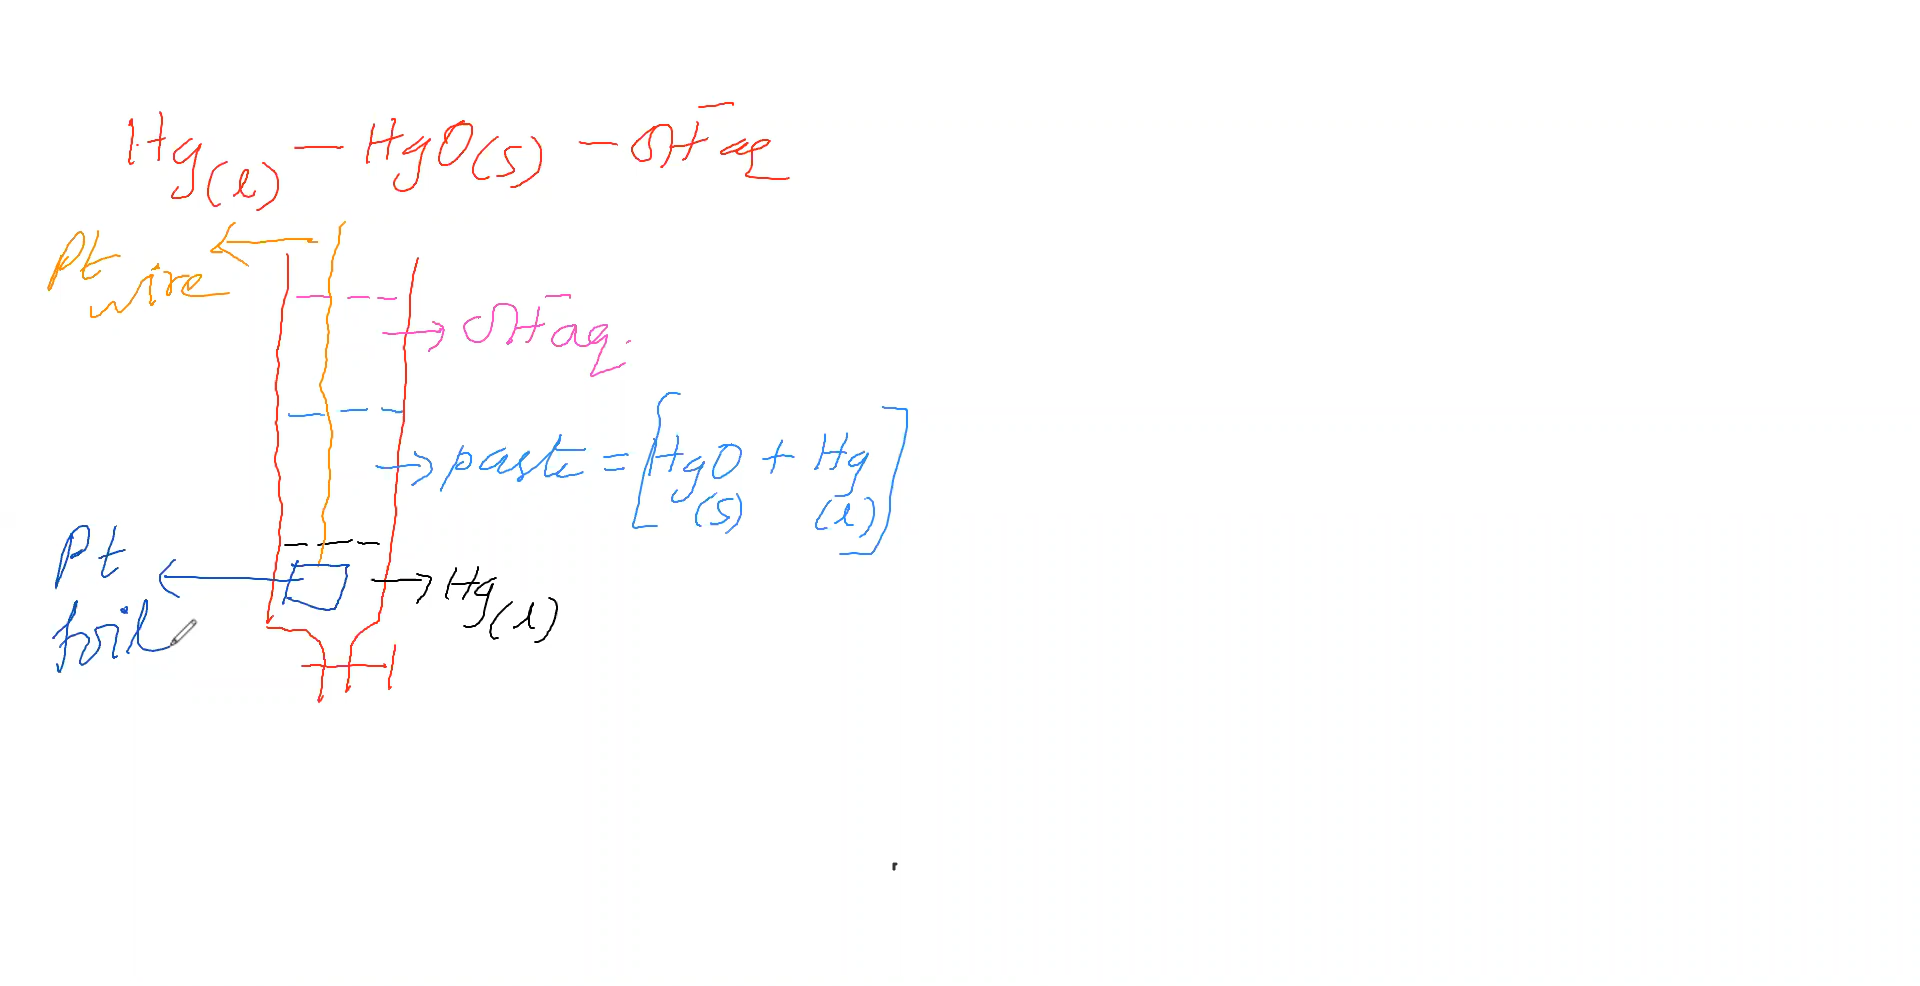 Hg(l) — HgO(s) — OH⁻aq
Pt
wire
OH⁻aq.
paste = [HgO(s) + Hg(l)]
Pt
foil
Hg(l)